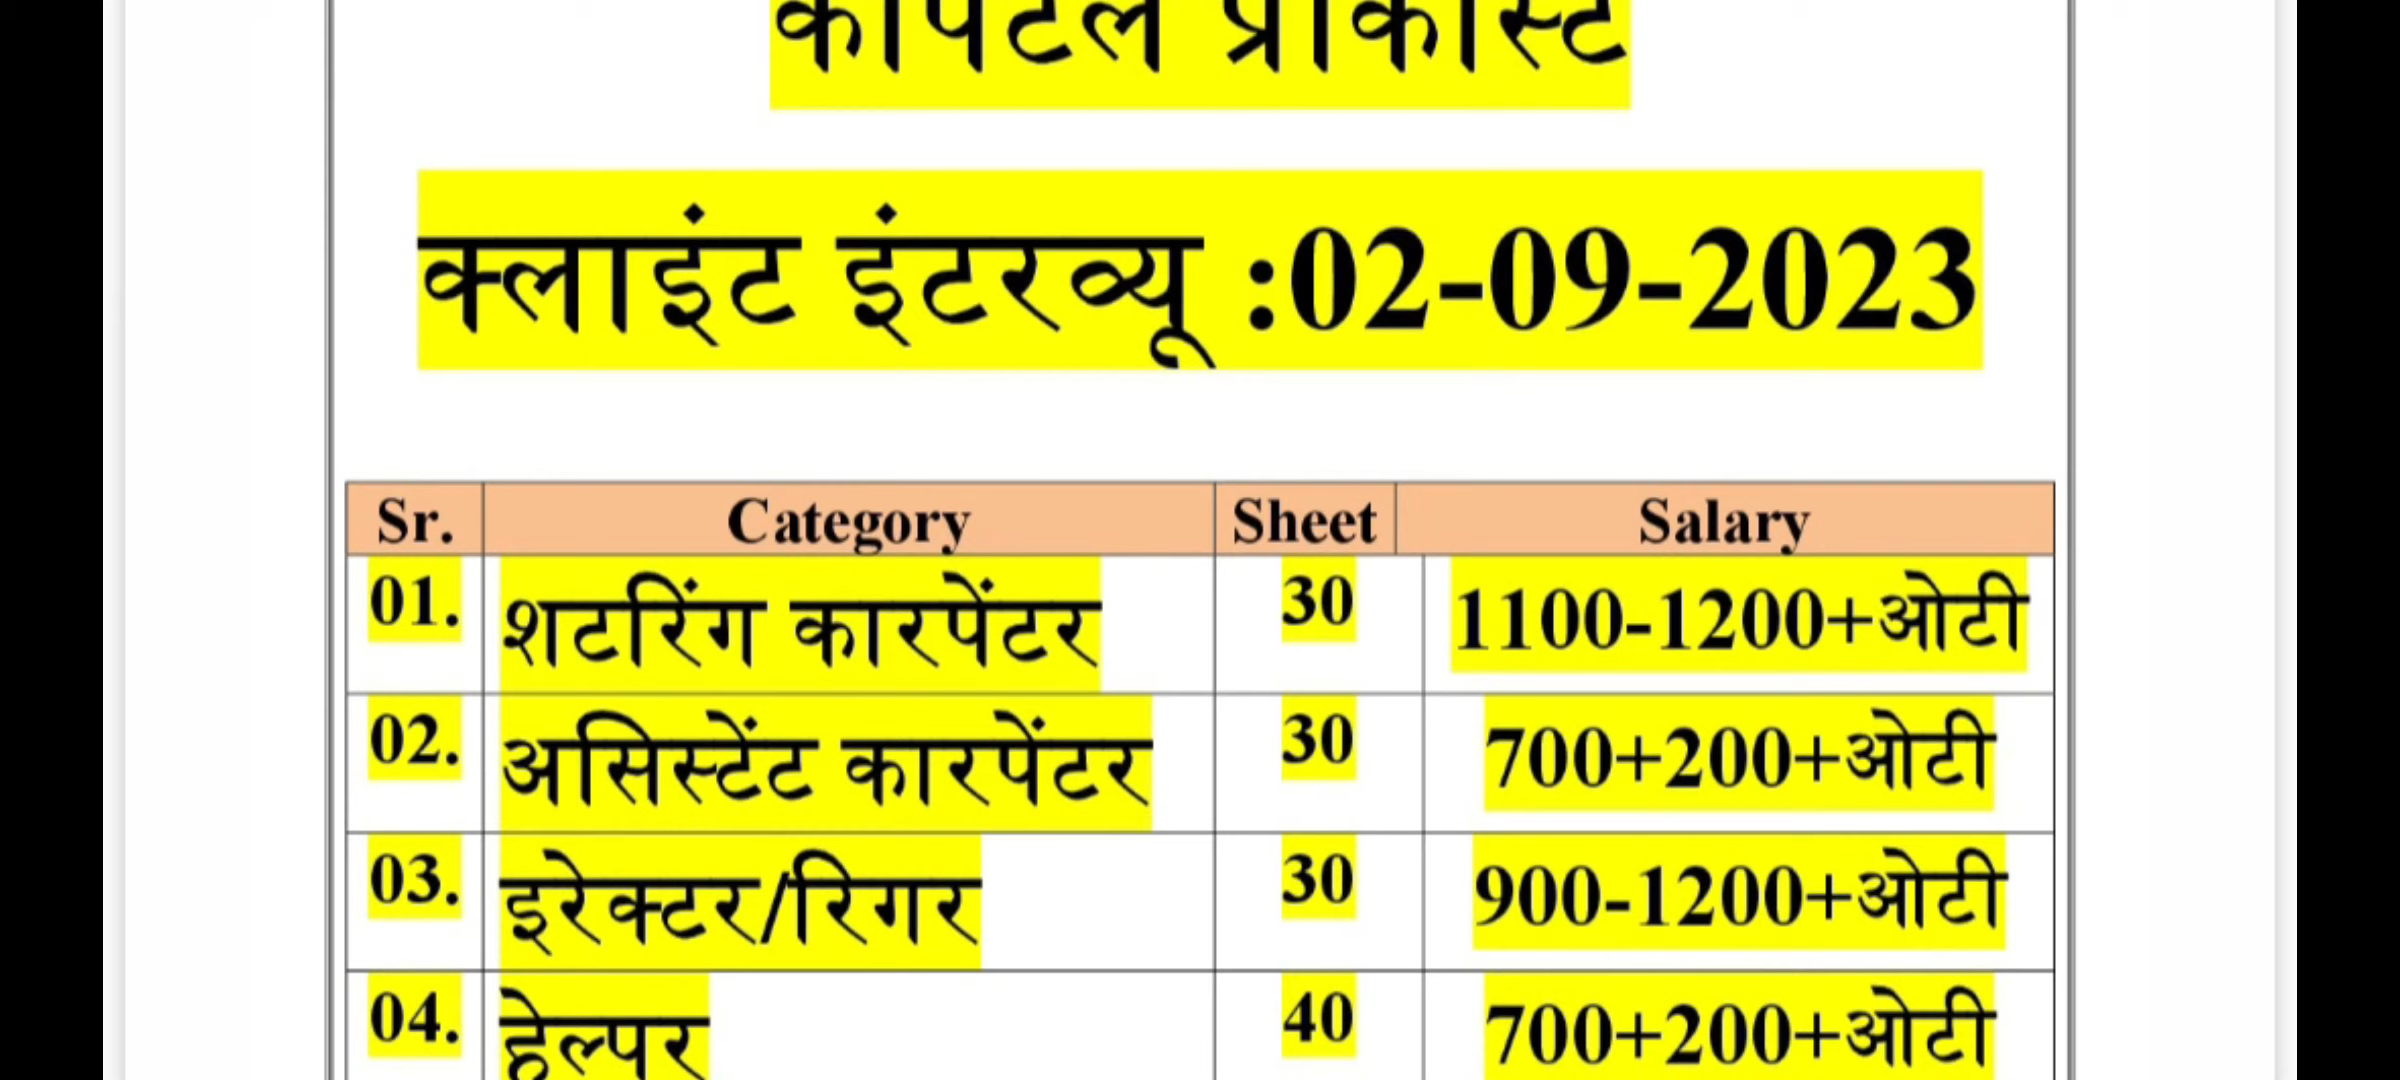 कापटल प्रीकास्ट
क्लाइंट इंटरव्यू :02-09-2023
Sr. Category Sheet Salary
01. शटरिंग कारपेंटर 30 1100-1200+ओटी
02. असिस्टेंट कारपेंटर 30 700+200+ओटी
03. इरेक्टर/रिगर 30 900-1200+ओटी
04. हेल्पर 40 700+200+ओटी